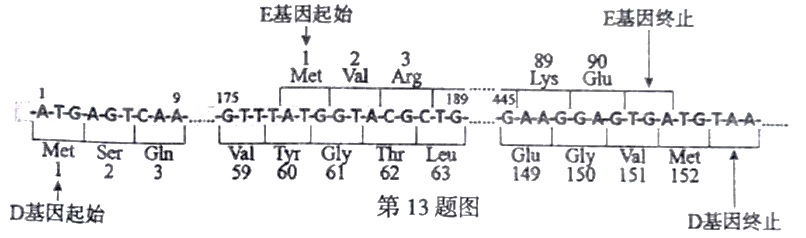 E基因起始
E基因终止
1 2 3 89 90
Met Val Arg Lys Glu
1 9 175 189 445
-A-T-G-A-G-T-C-A-A- -G-T-T-T-A-T-G-G-T-A-C-G-C-T-G- -G-A-A-G-G-A-G-T-G-A-T-G-T-A-A-
Met Ser Gln Val Tyr Gly Thr Leu Glu Gly Val Met
1 2 3 59 60 61 62 63 149 150 151 152
D基因起始
第13题图
D基因终止